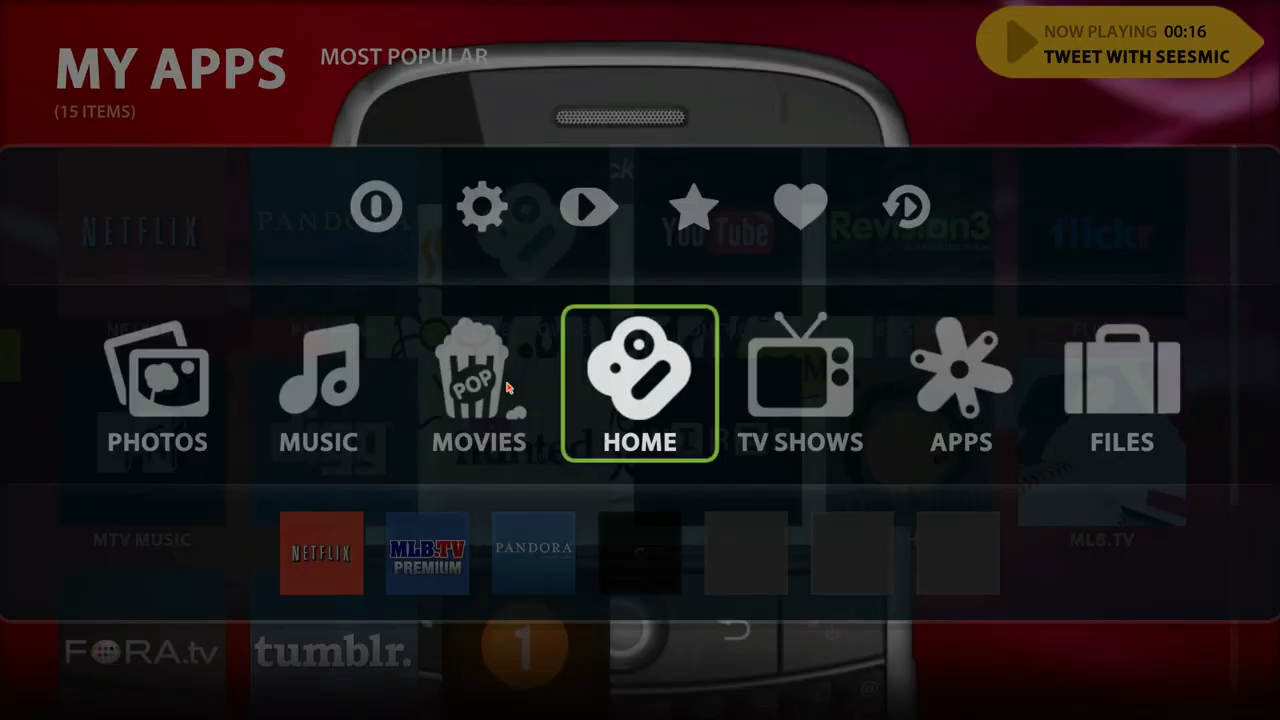 MY APPS
MOST POPULAR
(15 ITEMS)
NOW PLAYING 00:16
TWEET WITH SEESMIC
NETFLIX
PANDORA
YouTube
Revision3
flickr
POP
PHOTOS
MUSIC
MOVIES
HOME
TV SHOWS
APPS
FILES
MTV MUSIC
MLB.TV
NETFLIX
MLB.TV
PREMIUM
PANDORA
FORA.tv
tumblr.
1